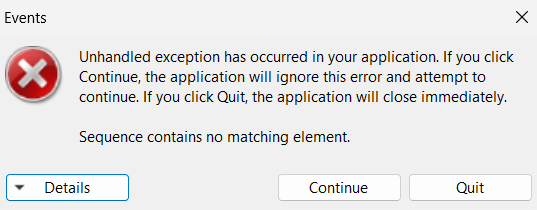 Events
Unhandled exception has occurred in your application. If you click
Continue, the application will ignore this error and attempt to
continue. If you click Quit, the application will close immediately.
Sequence contains no matching element.
Details
Continue
Quit